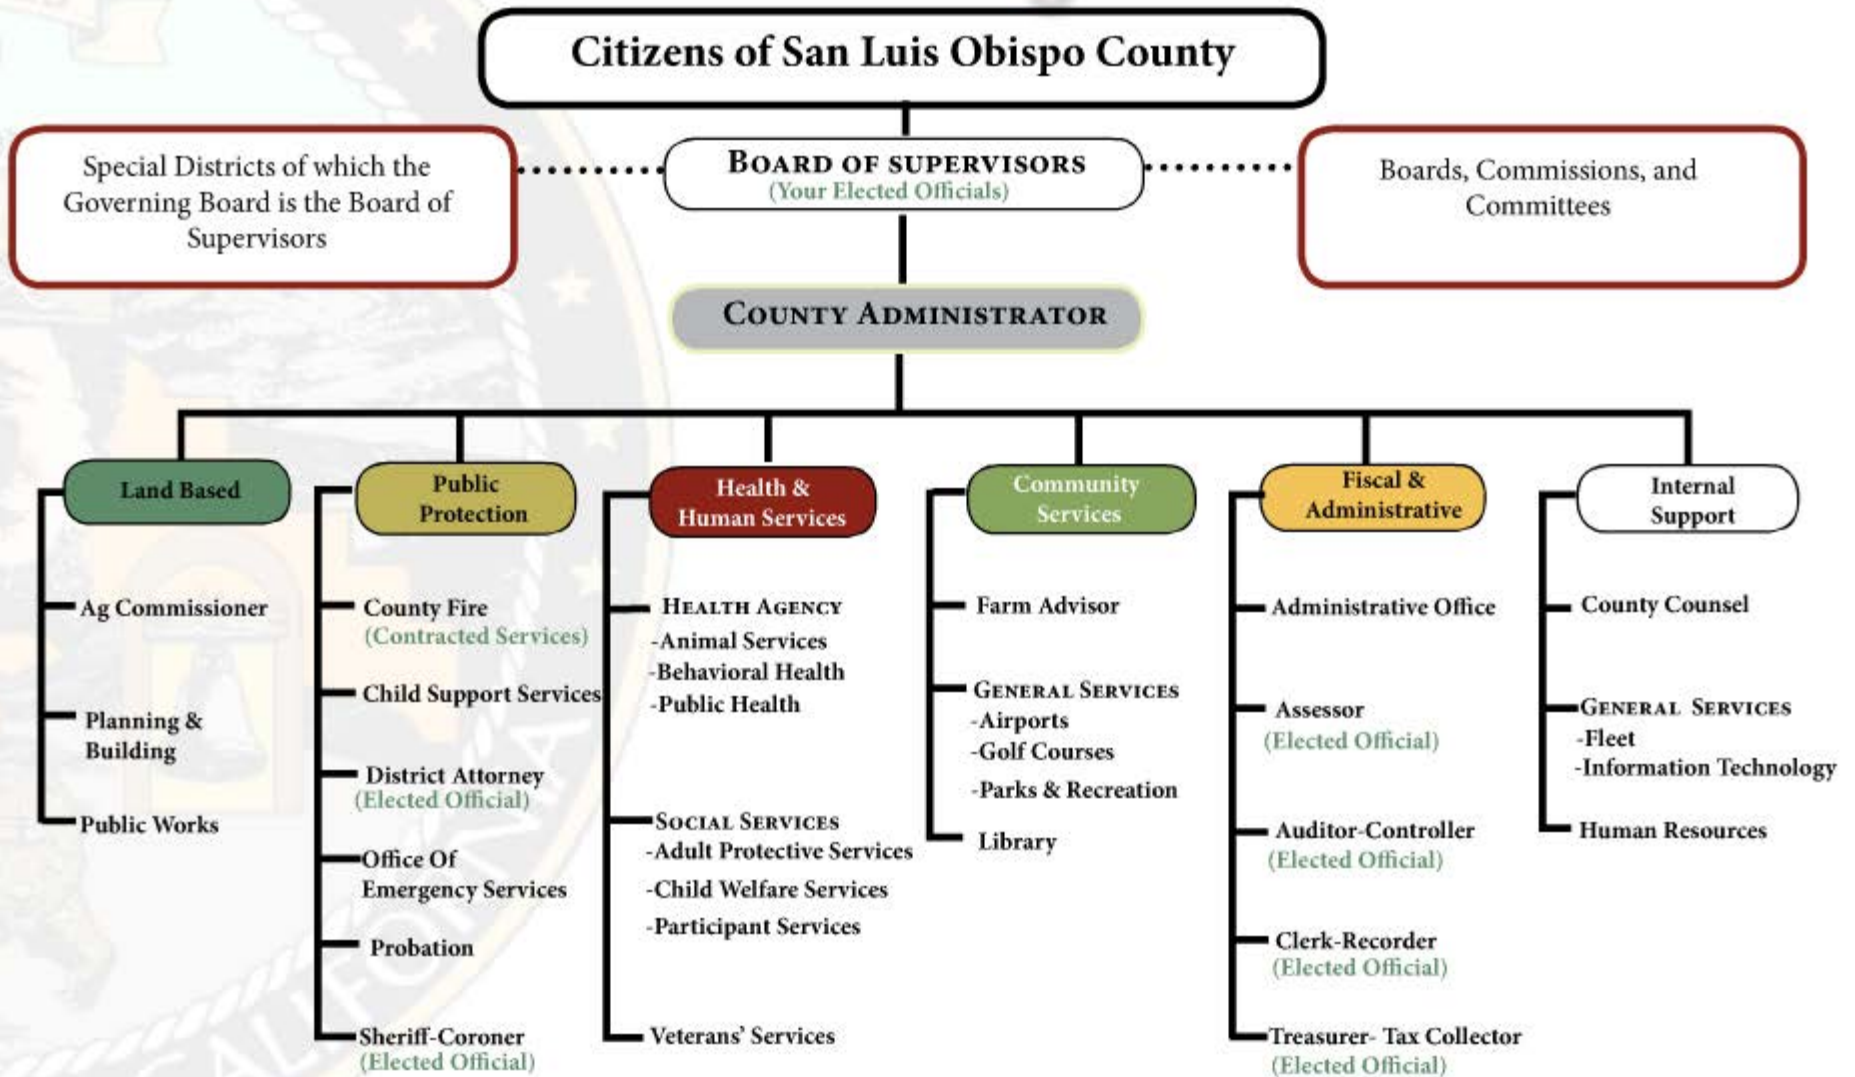 Citizens of San Luis Obispo County
Special Districts of which the
Governing Board is the Board of
Supervisors
BOARD OF SUPERVISORS
(Your Elected Officials)
Boards, Commissions, and
Committees
COUNTY ADMINISTRATOR
Land Based
Ag Commissioner
Planning &
Building
Public Works
Public
Protection
County Fire
(Contracted Services)
Child Support Services
District Attorney
(Elected Official)
Office Of
Emergency Services
Probation
Sheriff-Coroner
(Elected Official)
Health &
Human Services
HEALTH AGENCY
-Animal Services
-Behavioral Health
-Public Health
SOCIAL SERVICES
-Adult Protective Services
-Child Welfare Services
-Participant Services
Veterans' Services
Community
Services
Farm Advisor
GENERAL SERVICES
-Airports
-Golf Courses
-Parks & Recreation
Library
Fiscal &
Administrative
Administrative Office
Assessor
(Elected Official)
Auditor-Controller
(Elected Official)
Clerk-Recorder
(Elected Official)
Treasurer- Tax Collector
(Elected Official)
Internal
Support
County Counsel
GENERAL SERVICES
-Fleet
-Information Technology
Human Resources
CALIFORNIA